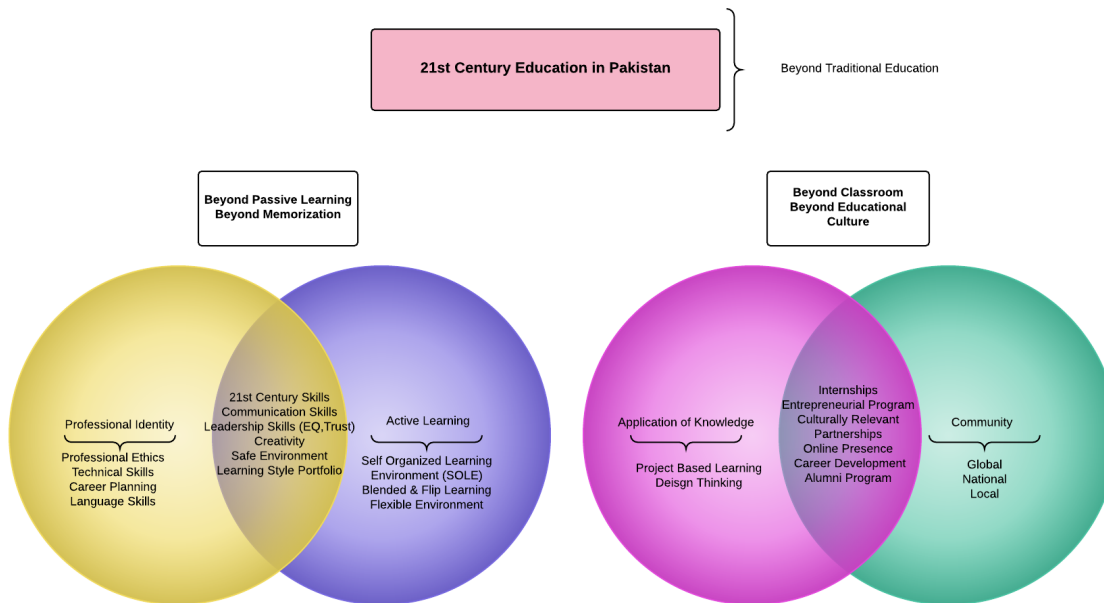 21st Century Education in Pakistan
Beyond Traditional Education
Beyond Passive Learning
Beyond Memorization
Beyond Classroom
Beyond Educational
Culture
Professional Identity
Professional Ethics
Technical Skills
Career Planning
Language Skills
21st Century Skills
Communication Skills
Leadership Skills (EQ,Trust)
Creativity
Safe Environment
Learning Style Portfolio
Active Learning
Self Organized Learning
Environment (SOLE)
Blended & Flip Learning
Flexible Environment
Application of Knowledge
Project Based Learning
Deisgn Thinking
Internships
Entrepreneurial Program
Culturally Relevant
Partnerships
Online Presence
Career Development
Alumni Program
Community
Global
National
Local